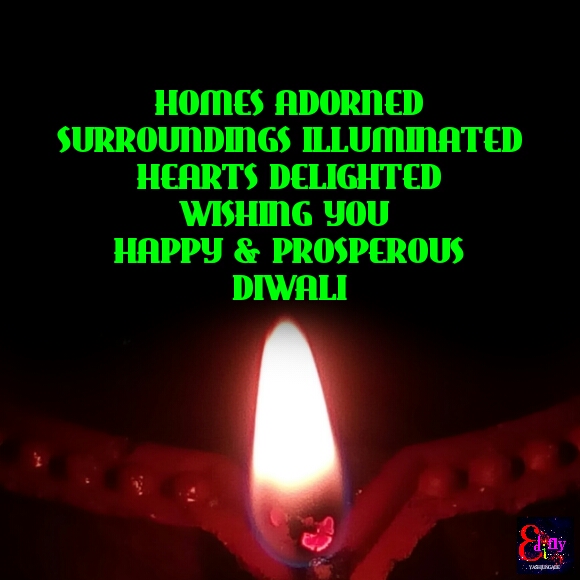 HOMES ADORNED
SURROUNDINGS ILLUMINATED
HEARTS DELIGHTED
WISHING YOU
HAPPY & PROSPEROUS
DIWALI